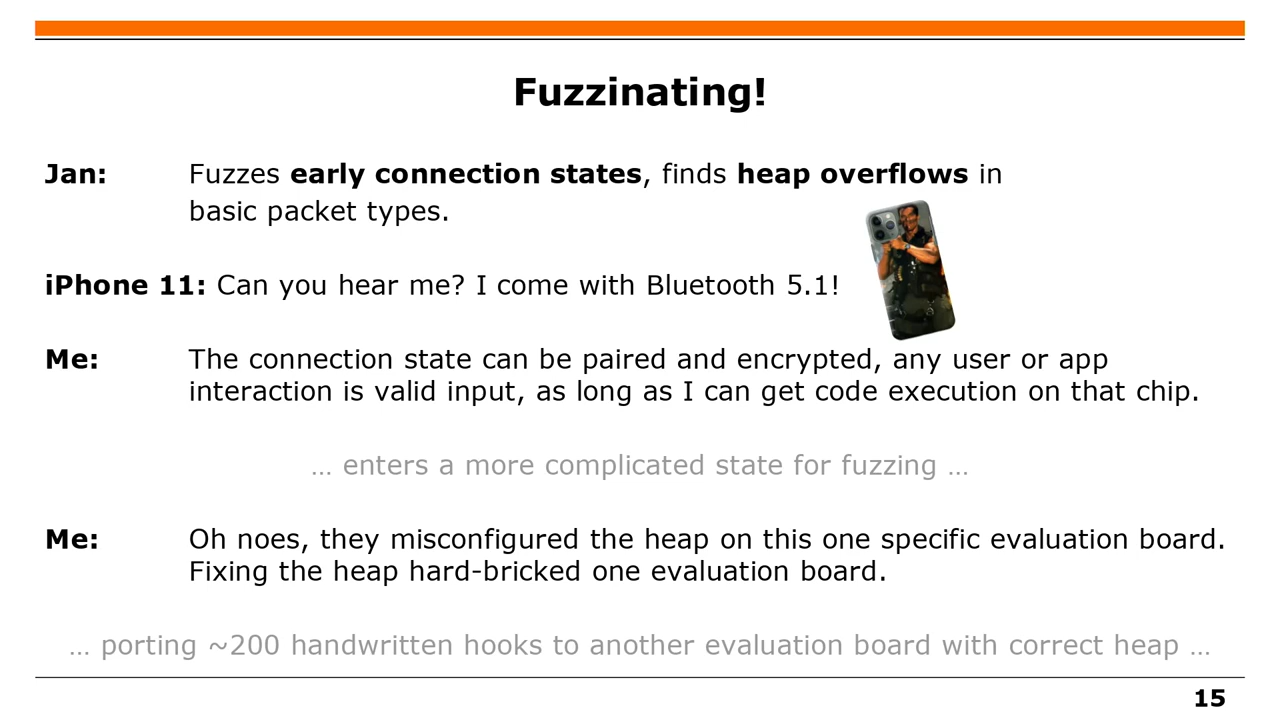 Fuzzinating!
Jan: Fuzzes early connection states, finds heap overflows in
basic packet types.
iPhone 11: Can you hear me? I come with Bluetooth 5.1!
Me: The connection state can be paired and encrypted, any user or app
interaction is valid input, as long as I can get code execution on that chip.
… enters a more complicated state for fuzzing …
Me: Oh noes, they misconfigured the heap on this one specific evaluation board.
Fixing the heap hard-bricked one evaluation board.
… porting ~200 handwritten hooks to another evaluation board with correct heap …
15